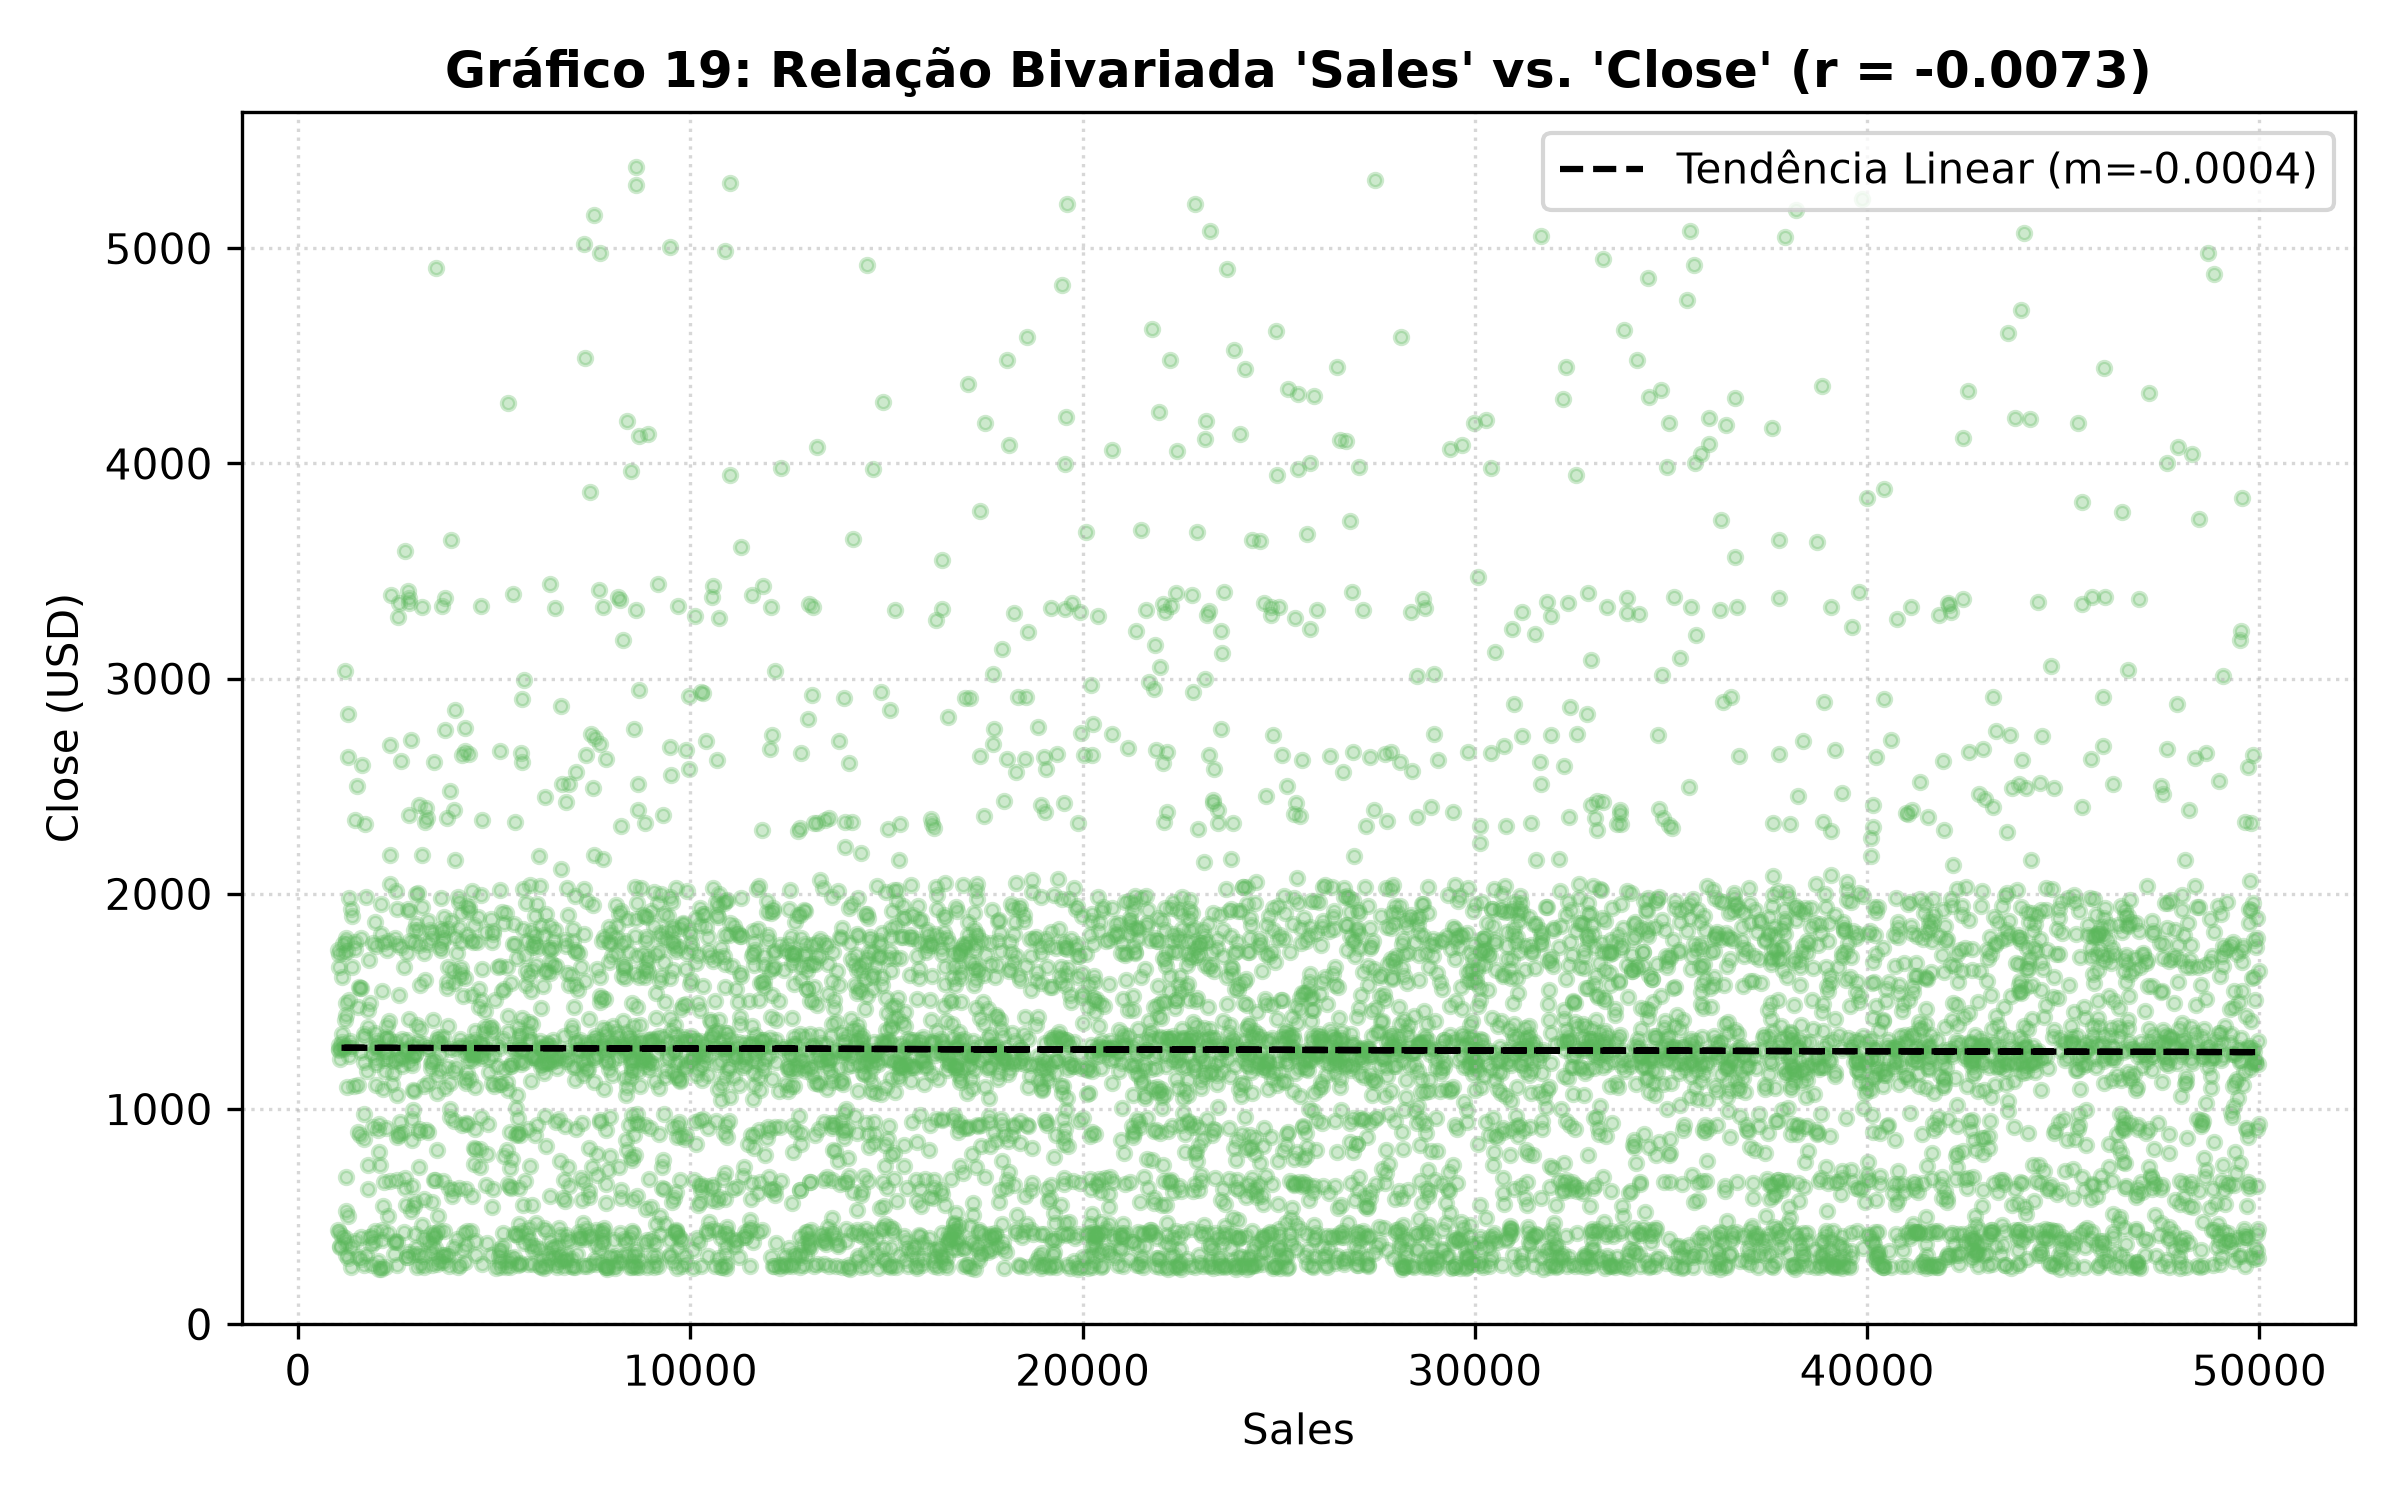 Gráfico 19: Relação Bivariada 'Sales' vs. 'Close' (r = -0.0073)
Tendência Linear (m=-0.0004)
Close (USD)
5000
4000
3000
2000
1000
0
0 10000 20000 30000 40000 50000
Sales